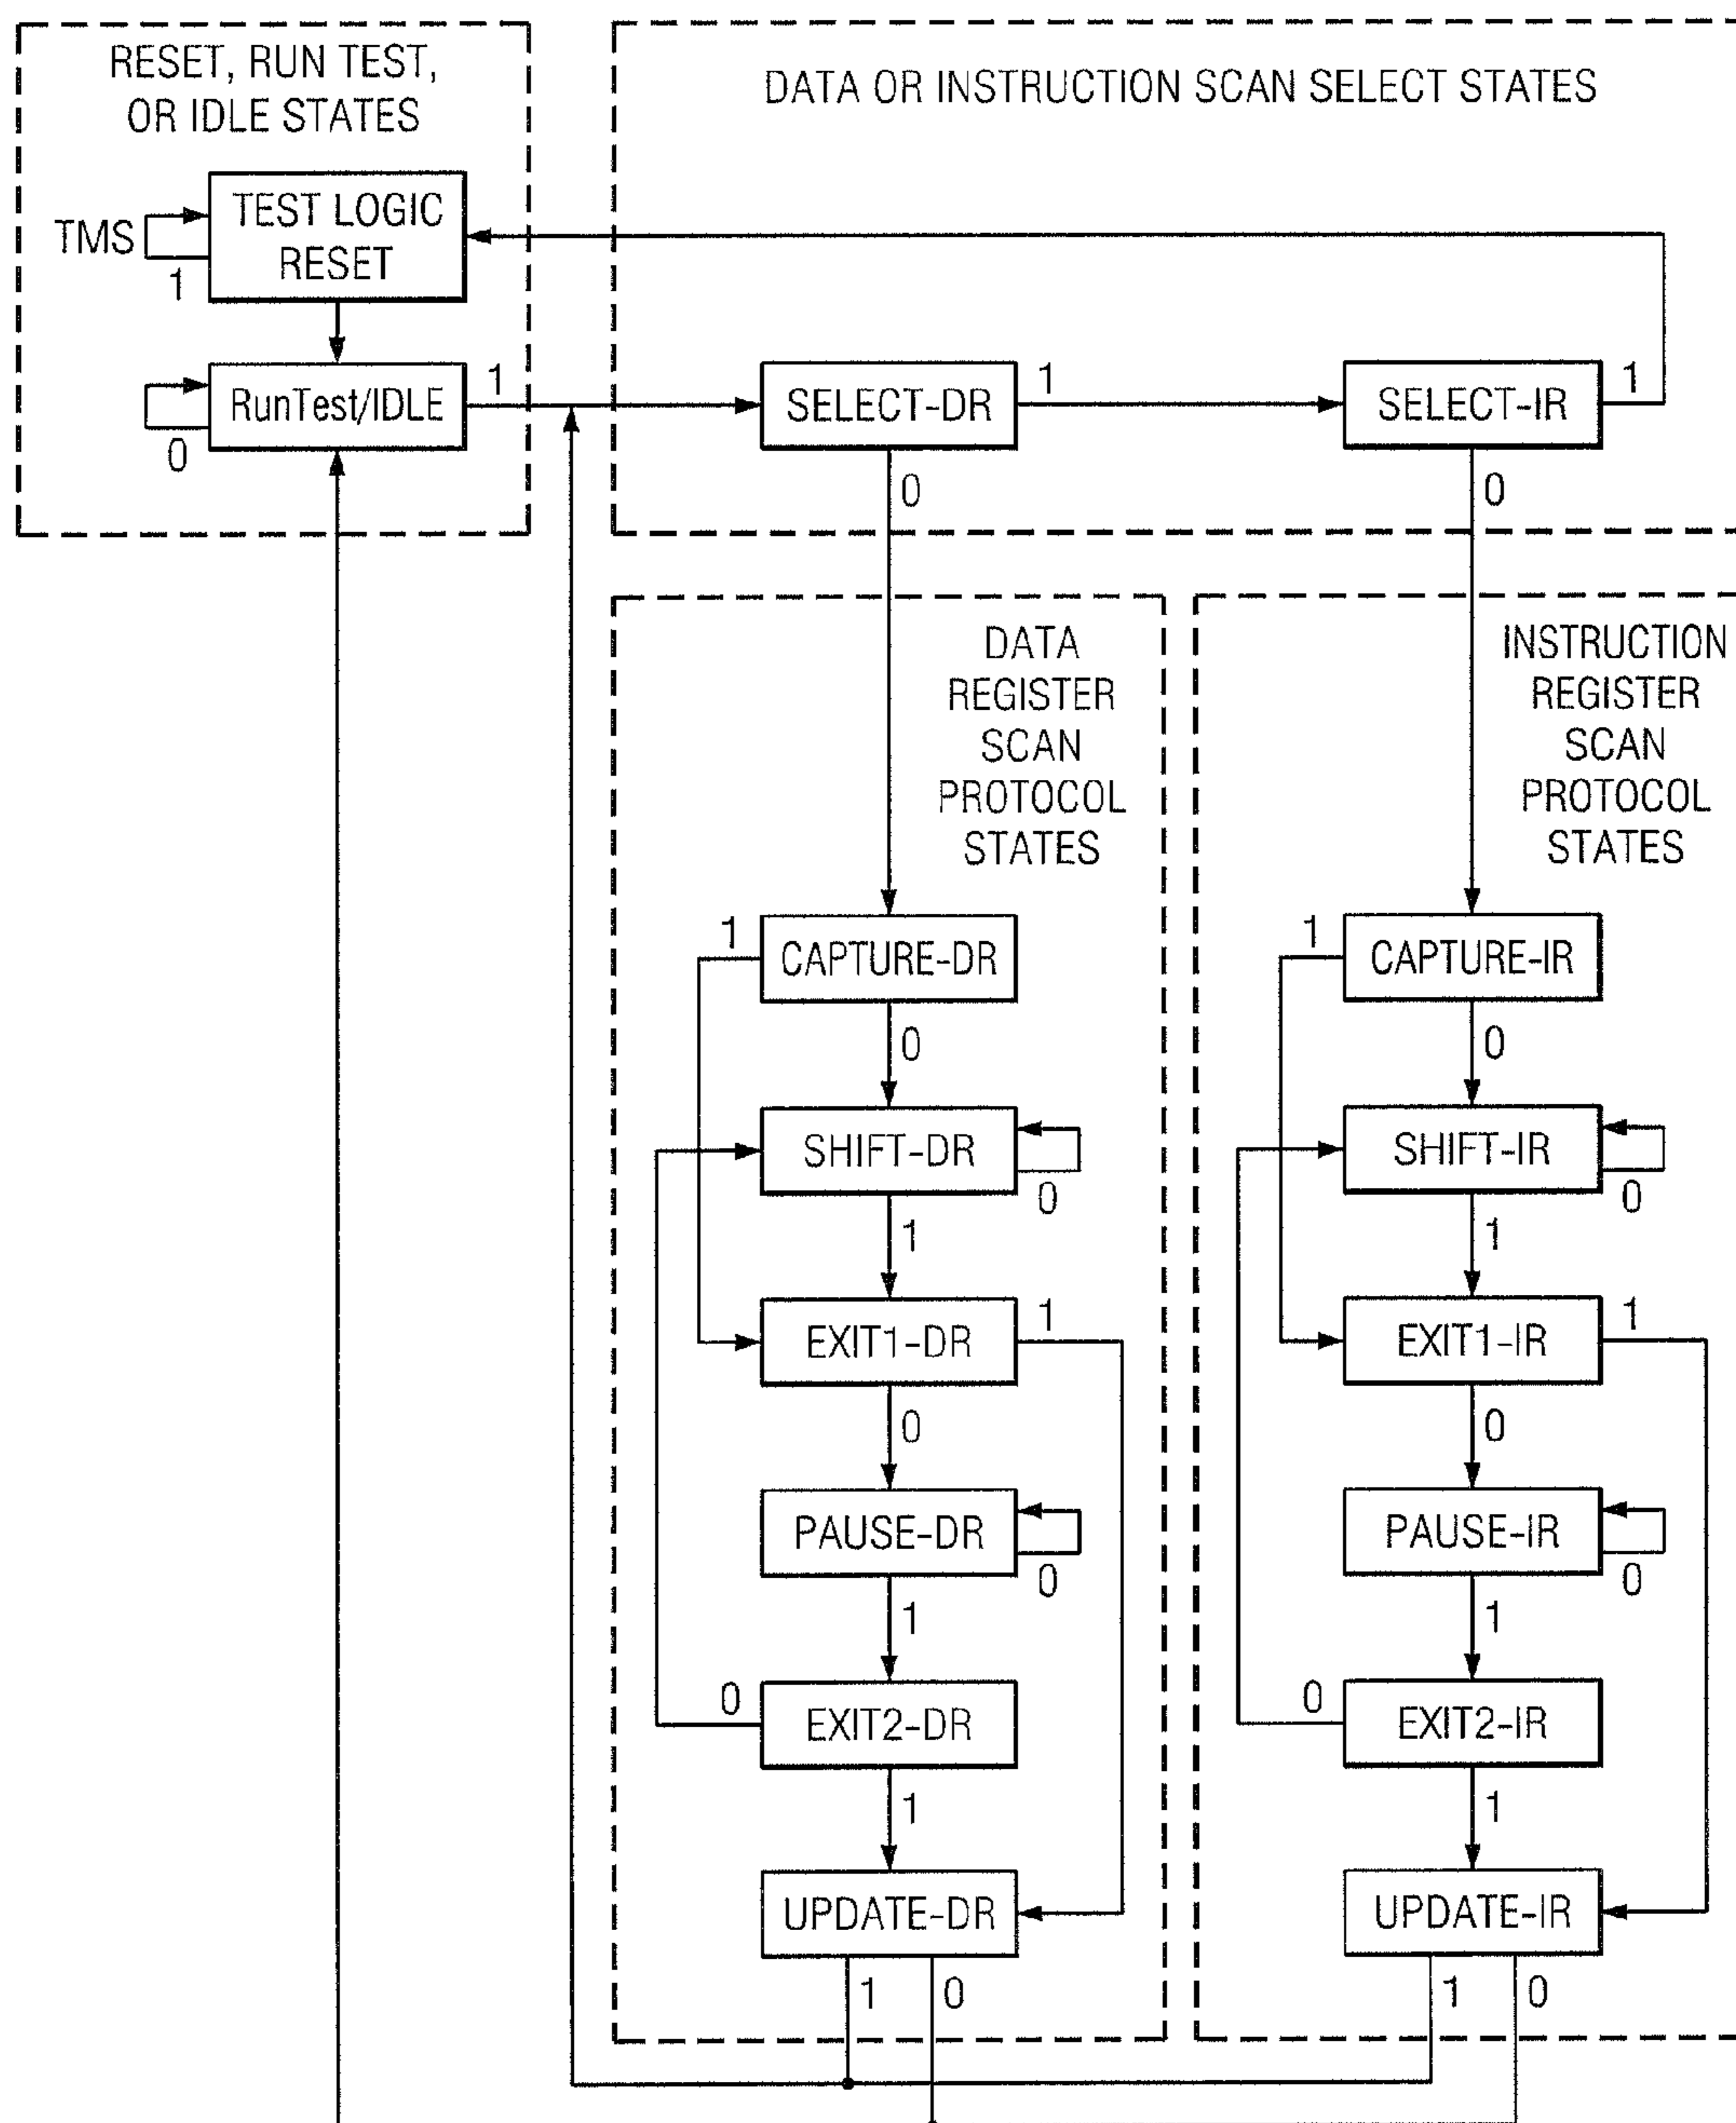 RESET, RUN TEST,
OR IDLE STATES
DATA OR INSTRUCTION SCAN SELECT STATES
TMS
TEST LOGIC
RESET
1
RunTest/IDLE
1
0
SELECT-DR
1
0
SELECT-IR
1
0
DATA
REGISTER
SCAN
PROTOCOL
STATES
1
CAPTURE-DR
0
SHIFT-DR
0
1
EXIT1-DR
1
0
PAUSE-DR
0
1
0
EXIT2-DR
1
UPDATE-DR
1
0
INSTRUCTION
REGISTER
SCAN
PROTOCOL
STATES
1
CAPTURE-IR
0
SHIFT-IR
0
1
EXIT1-IR
1
0
PAUSE-IR
0
1
0
EXIT2-IR
1
UPDATE-IR
1
0